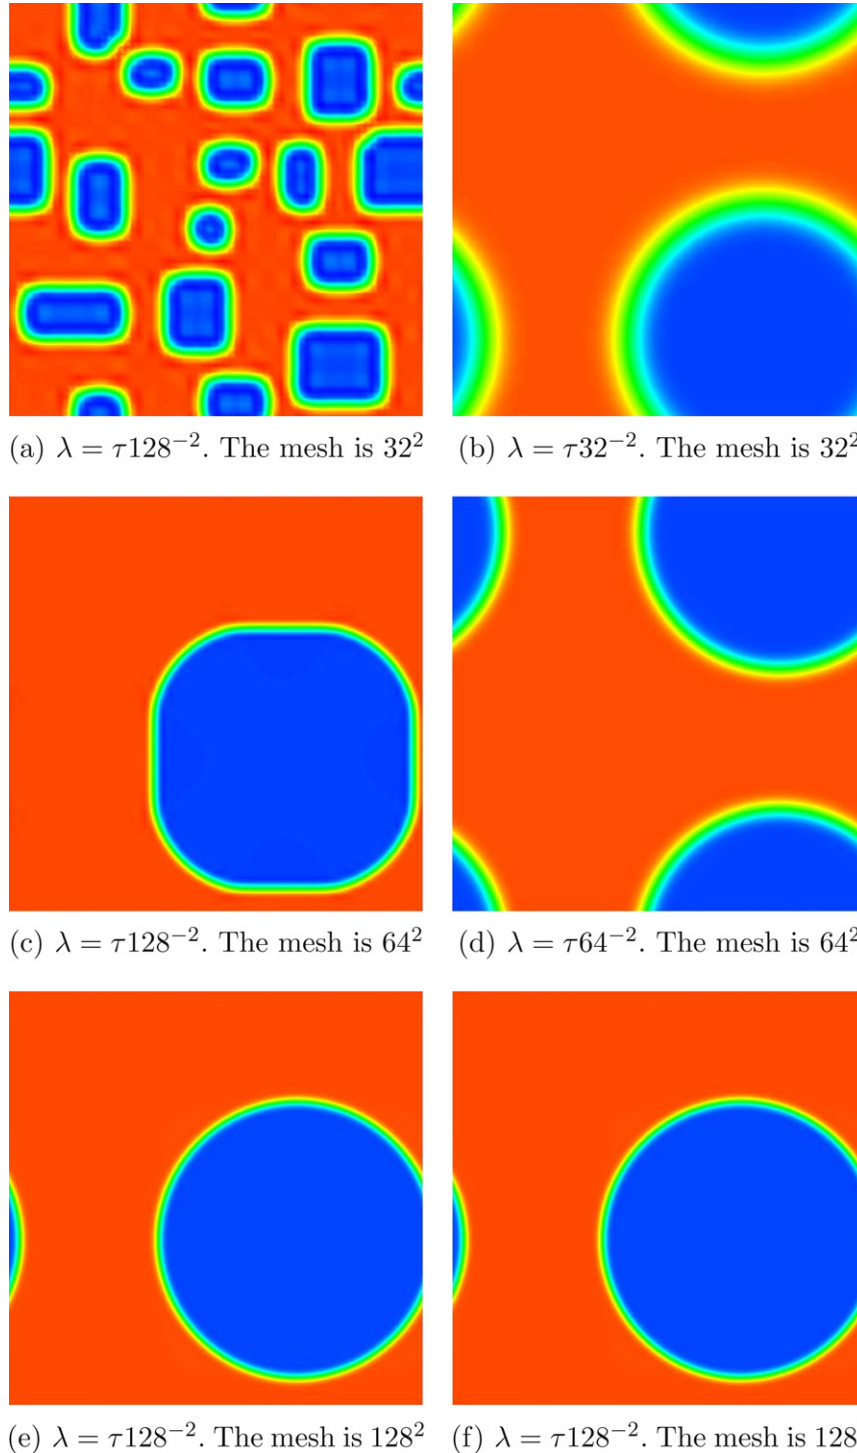 (a) λ = τ128⁻². The mesh is 32² (b) λ = τ32⁻². The mesh is 32²
(c) λ = τ128⁻². The mesh is 64² (d) λ = τ64⁻². The mesh is 64²
(e) λ = τ128⁻². The mesh is 128² (f) λ = τ128⁻². The mesh is 128